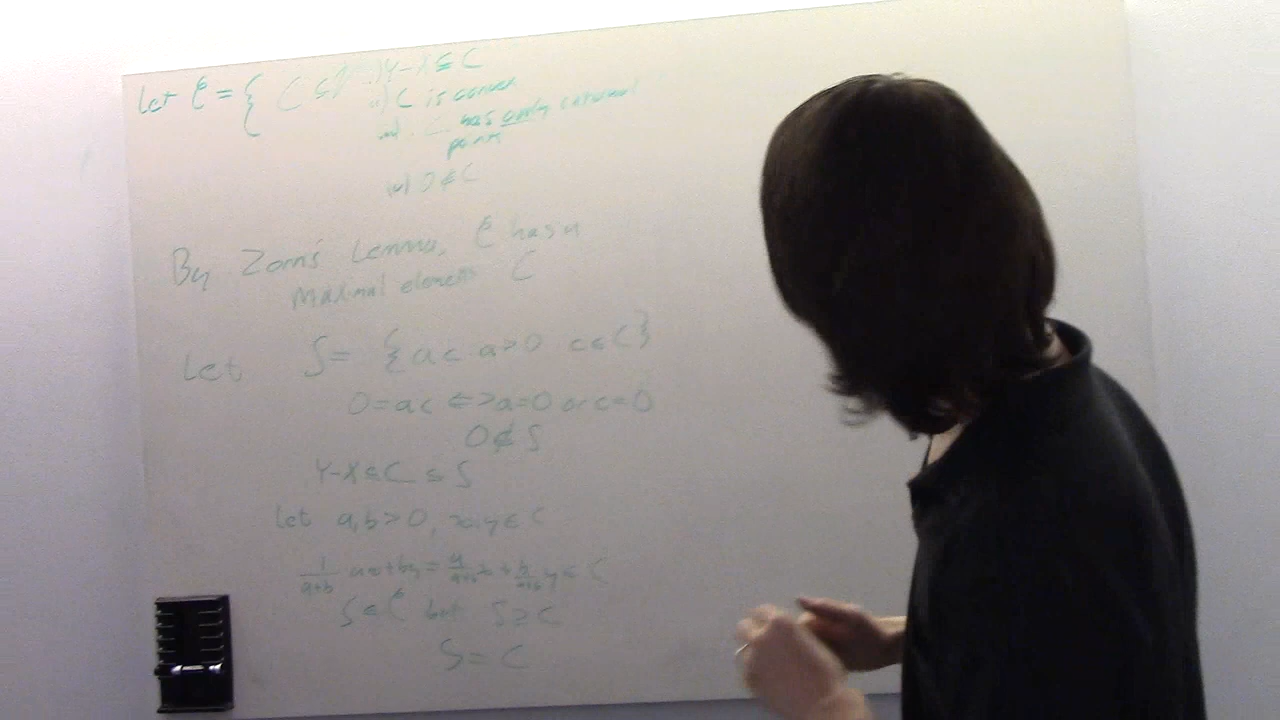 Let ℰ = { C ⊆ i) Y-X ⊆ C
ii) C is convex
iii) C has only internal
points
iv) 0 ∉ C
By Zorn's Lemma, ℰ has a
maximal element C
Let S = {ac : a>0 c∈C}
0=ac <=> a=0 or c=0
0∉S
Y-X⊆C⊆S
Let a,b>0, x,y∈C
1/(a+b) ax+by = a/(a+b) x + b/(a+b) y ∈ C
S∈ℰ but S⊇C
S=C